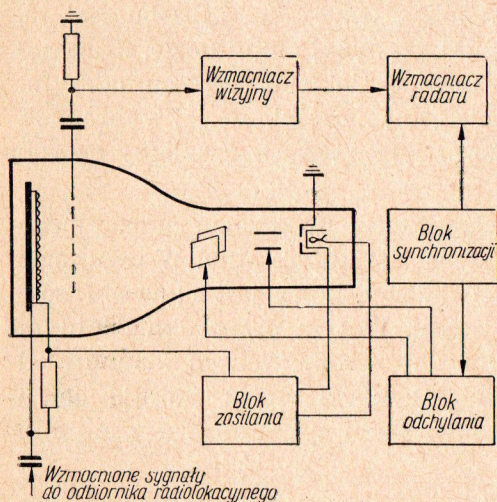 Wzmacniacz
wizyjny
Wzmacniacz
radaru
Blok
synchronizacji
Blok
zasilania
Blok
odchylania
Wzmocnione sygnały
do odbiornika radiolokacyjnego